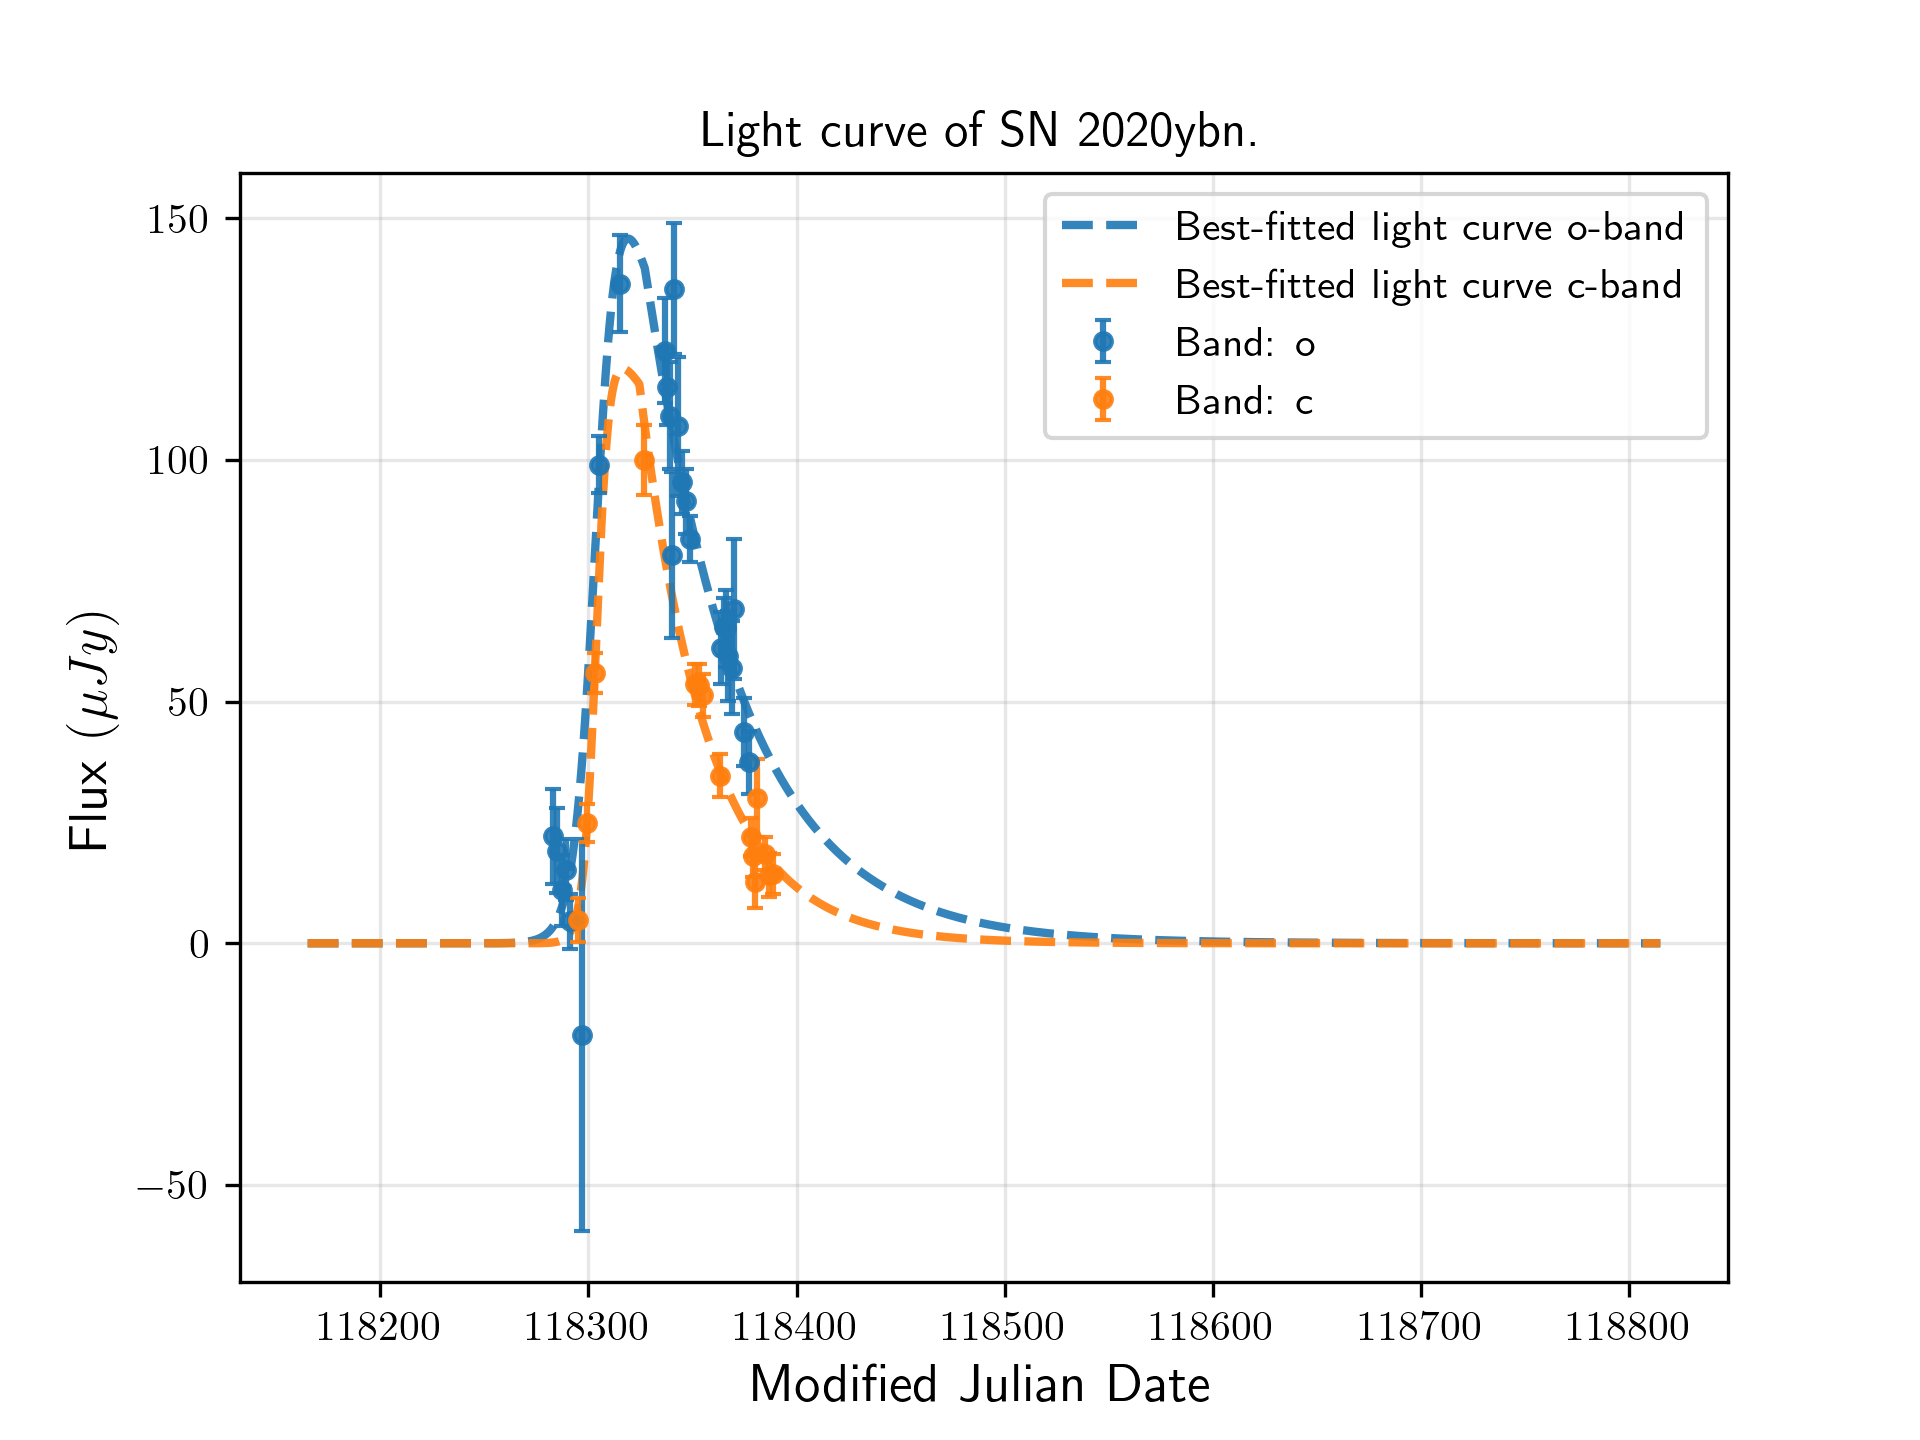 Light curve of SN 2020ybn.
Best-fitted light curve o-band
Best-fitted light curve c-band
Band: o
Band: c
150
100
50
0
−50
Flux (μJy)
118200 118300 118400 118500 118600 118700 118800
Modified Julian Date